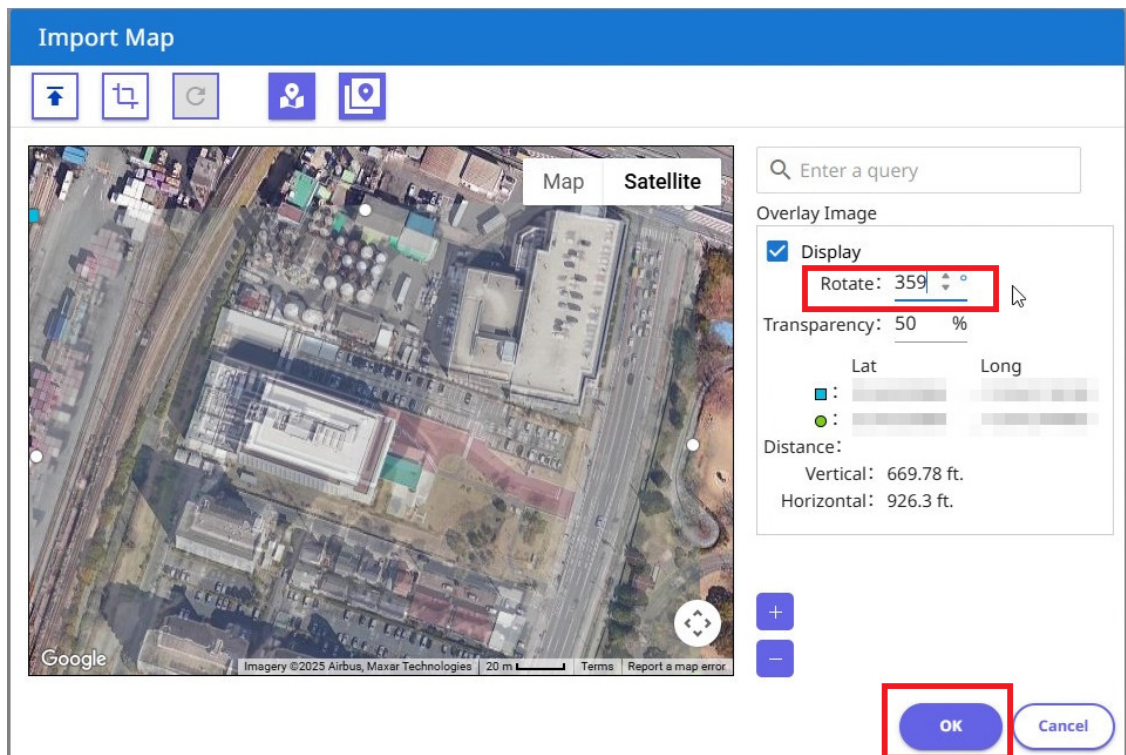 Import Map
Map Satellite
Enter a query
Overlay Image
Display
Rotate: 359 °
Transparency: 50 %
Lat Long
:
:
Distance:
Vertical: 669.78 ft.
Horizontal: 926.3 ft.
+
−
Google
Imagery ©2025 Airbus, Maxar Technologies 20 m Terms Report a map error
OK Cancel